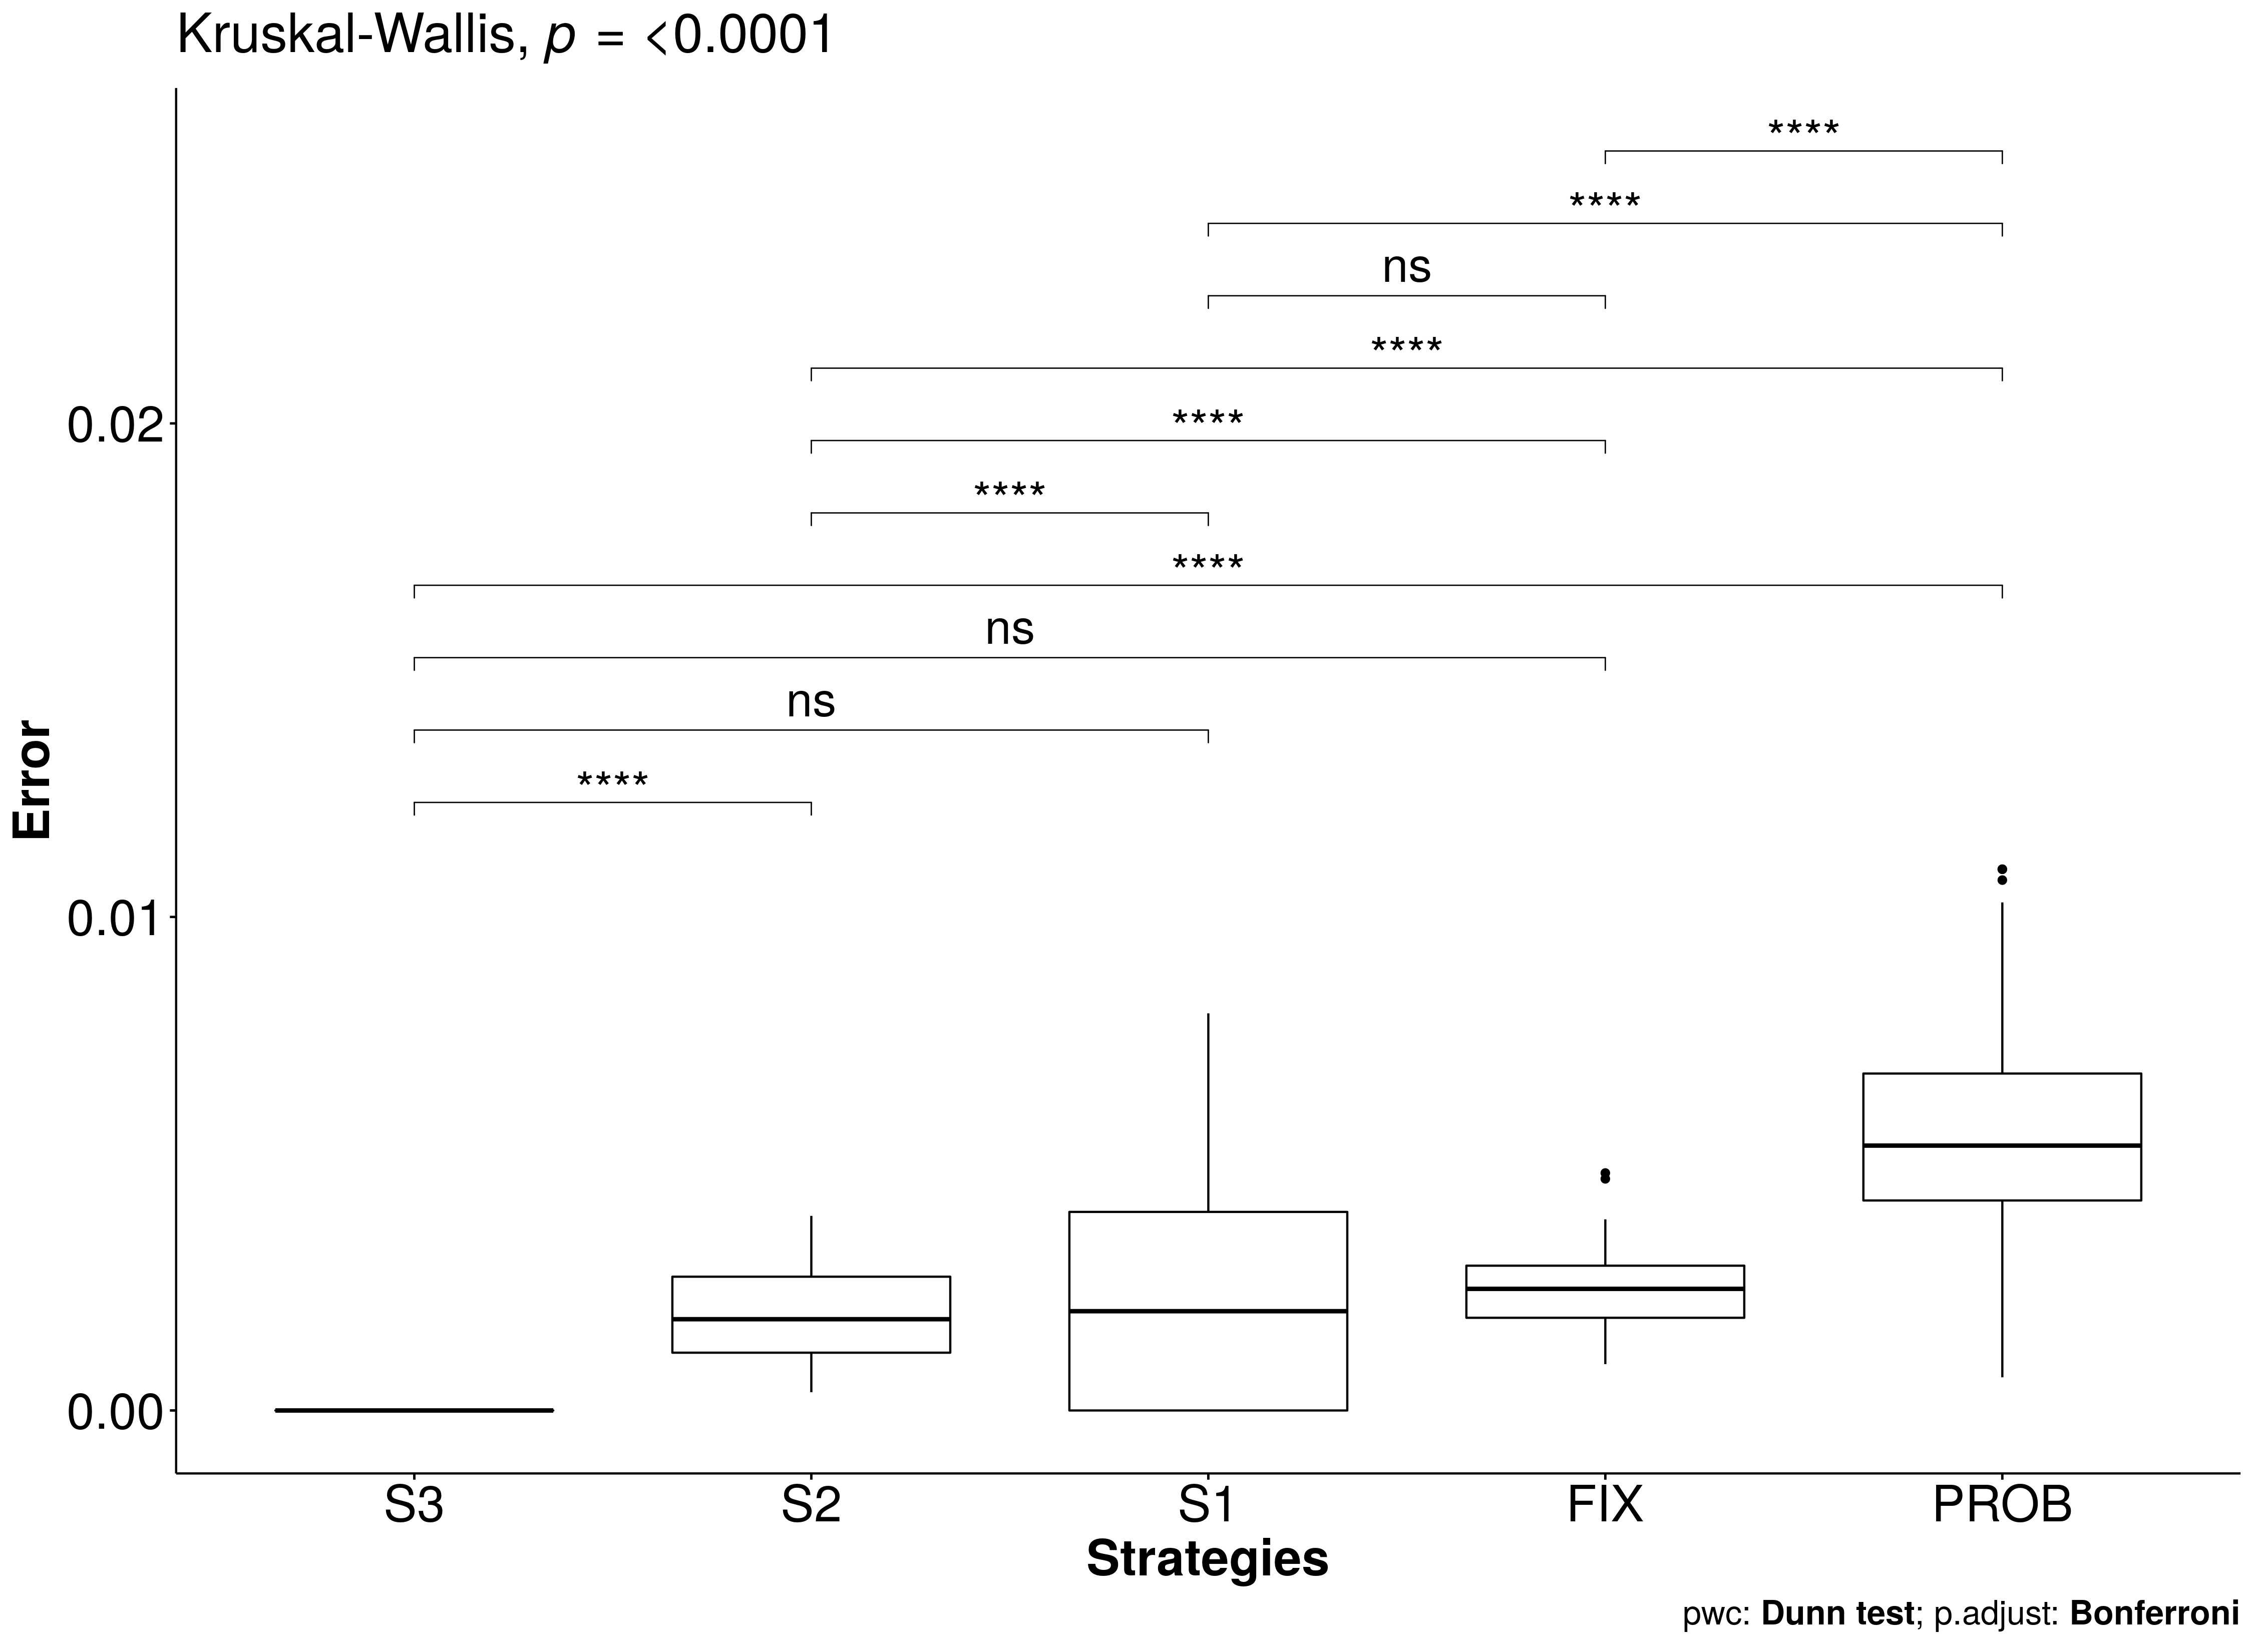 Kruskal-Wallis, p = <0.0001
****
****
ns
****
0.02
****
****
****
ns
ns
****
Error
0.01
0.00
S3 S2 S1 FIX PROB
Strategies
pwc: Dunn test; p.adjust: Bonferroni